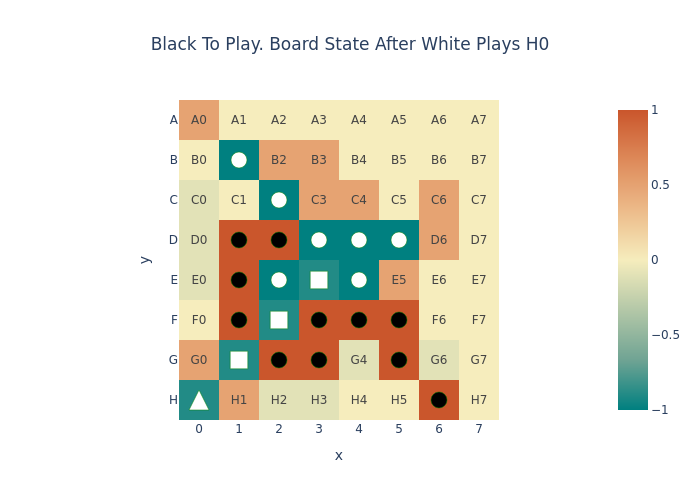 Black To Play. Board State After White Plays H0
A A0 A1 A2 A3 A4 A5 A6 A7
B B0 B2 B3 B4 B5 B6 B7
C C0 C1 C3 C4 C5 C6 C7
D D0 D6 D7
E E0 E5 E6 E7
F F0 F6 F7
G G0 G4 G6 G7
H H1 H2 H3 H4 H5 H7
0 1 2 3 4 5 6 7
x
y
1
0.5
0
−0.5
−1